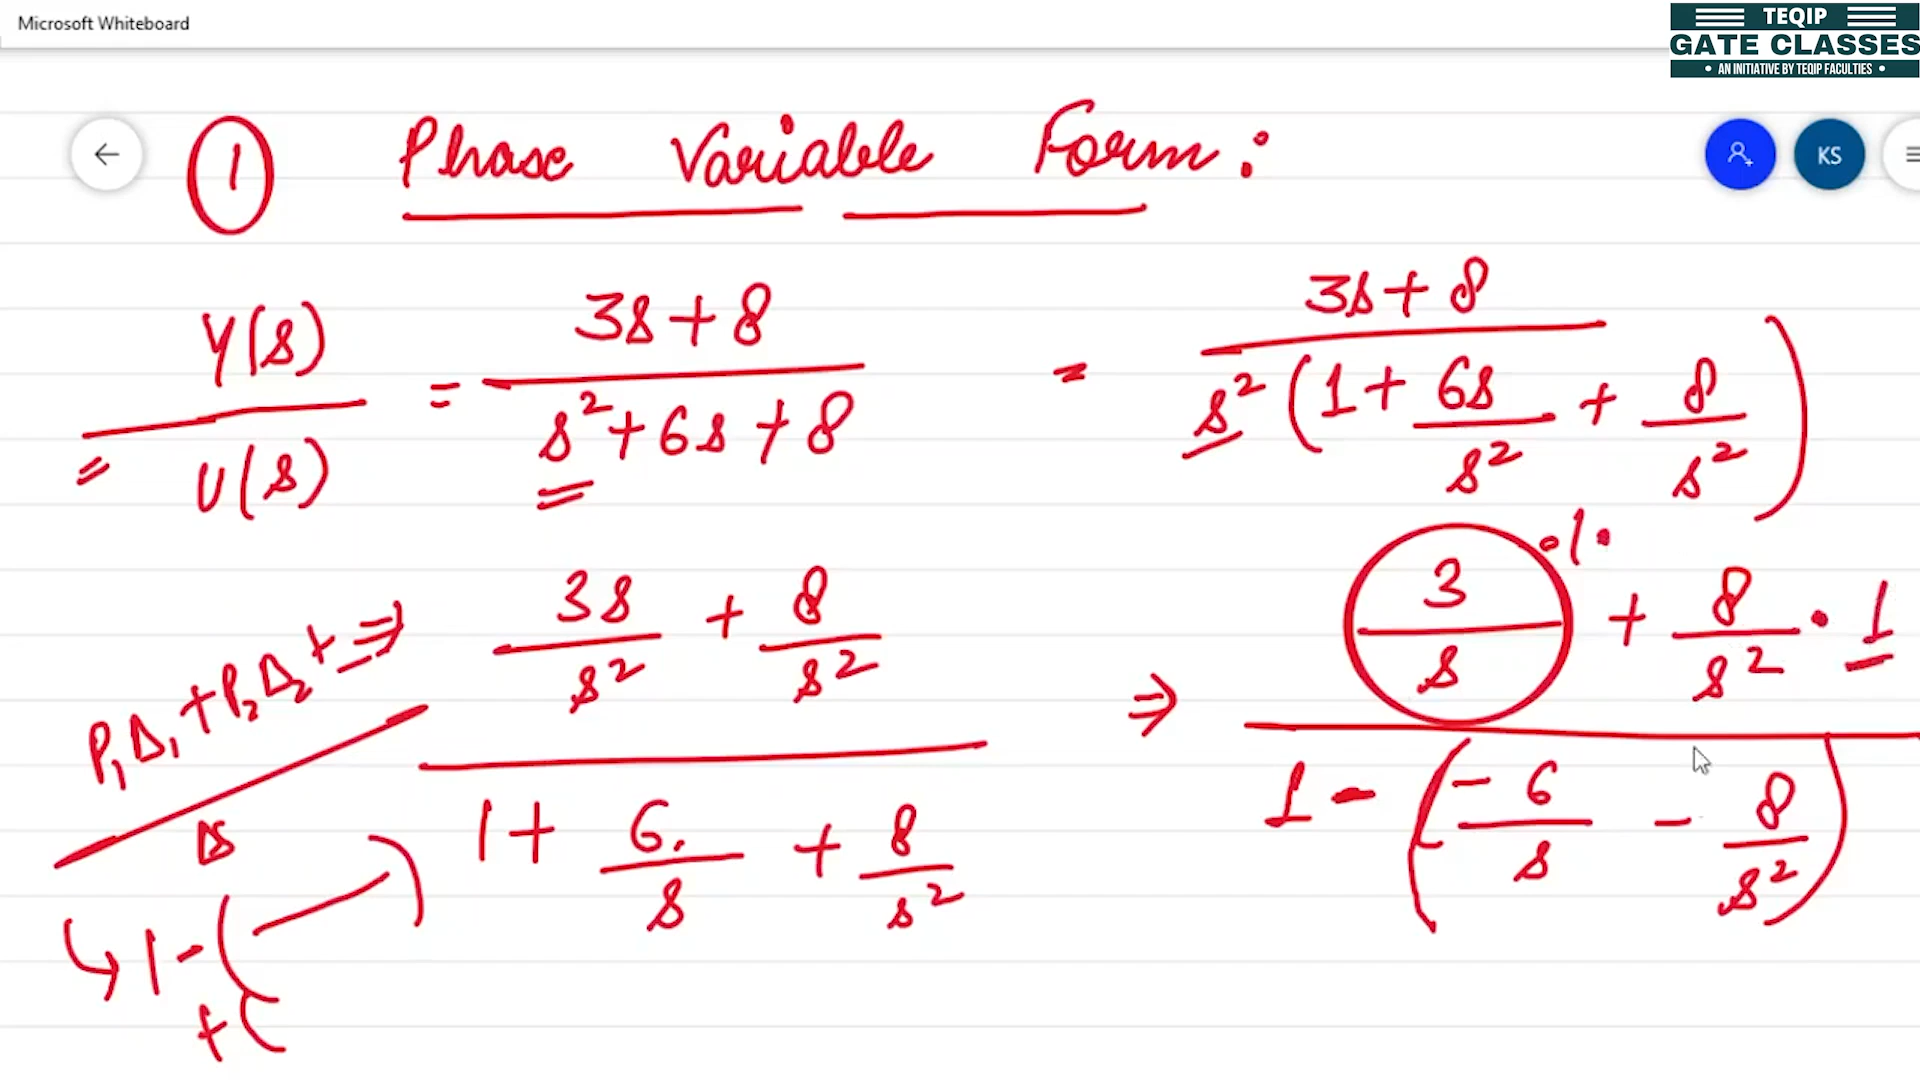 Microsoft Whiteboard
TEQIP
GATE CLASSES
• AN INITIATIVE BY TEQIP FACULTIES •
① Phase Variable Form:
KS
Y(s)/U(s) = (3s + 8)/(s² + 6s + 8) = (3s + 8)/(s²(1 + 6s/s² + 8/s²))
(P₁Δ₁ + P₂Δ₂ +)/Δ ⇒ (3s/s² + 8/s²)/(1 + 6/s + 8/s²) ⇒ (3/s · 1 · + 8/s² · 1)/(1 - (-6/s - 8/s²))
↳ 1 - ( )
+ (